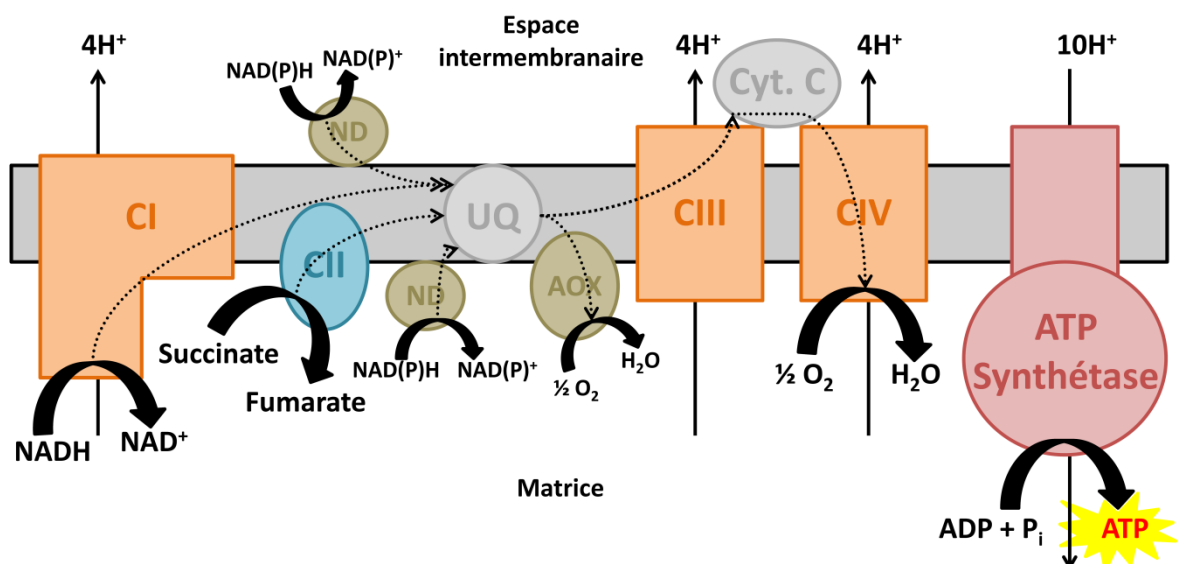 Espace
intermembranaire
4H⁺
NAD(P)H
NAD(P)⁺
4H⁺
4H⁺
10H⁺
Cyt. C
ND
CI
UQ
CIII
CIV
CII
ND
AOX
ATP
Synthétase
Succinate
Fumarate
NAD(P)H
NAD(P)⁺
½ O₂
H₂O
½ O₂
H₂O
NADH
NAD⁺
Matrice
ADP + Pᵢ
ATP